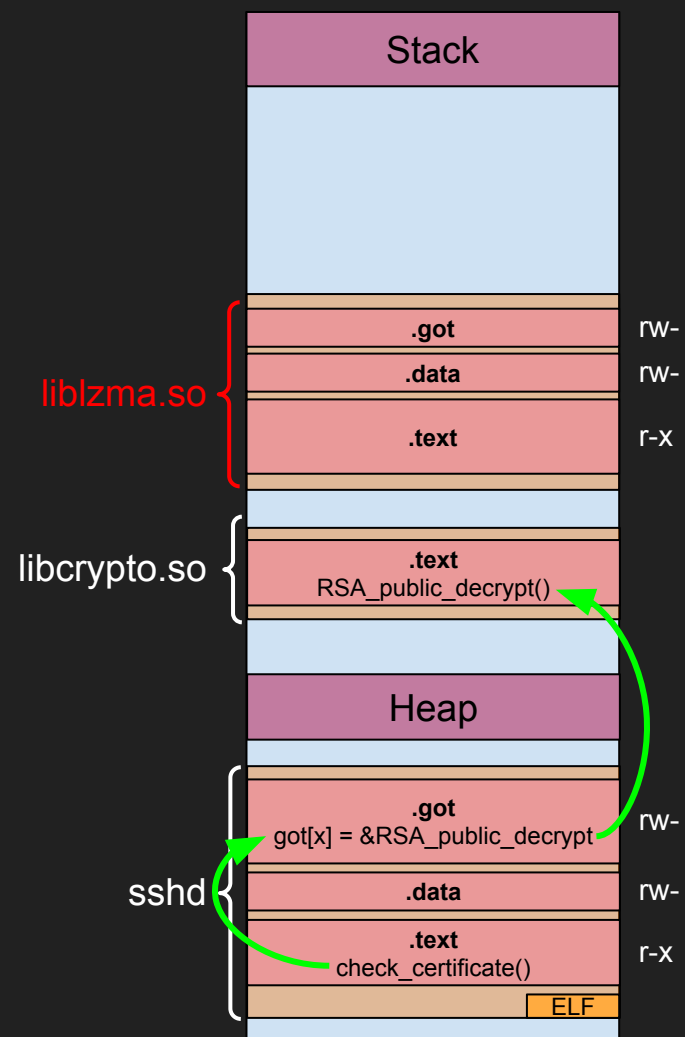 Stack
.got
rw-
.data
rw-
liblzma.so
.text
r-x
libcrypto.so
.text
RSA_public_decrypt()
Heap
.got
got[x] = &RSA_public_decrypt
rw-
sshd
.data
rw-
.text
check_certificate()
r-x
ELF